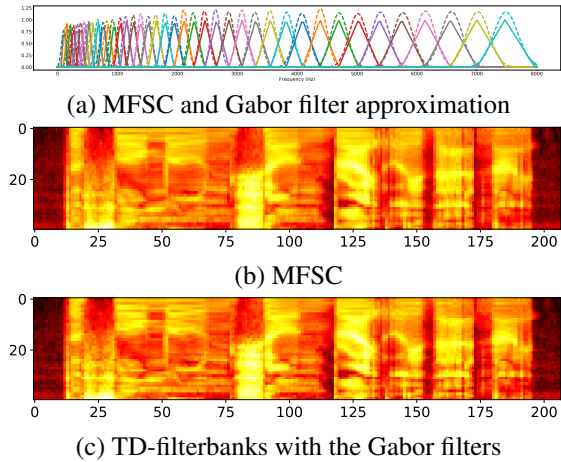 1.25
1.00
0.75
0.50
0.25
0.00
0 1000 2000 3000 4000 5000 6000 7000 8000
Frequency (Hz)
(a) MFSC and Gabor filter approximation
0
20
0 25 50 75 100 125 150 175 200
(b) MFSC
0
20
0 25 50 75 100 125 150 175 200
(c) TD-filterbanks with the Gabor filters